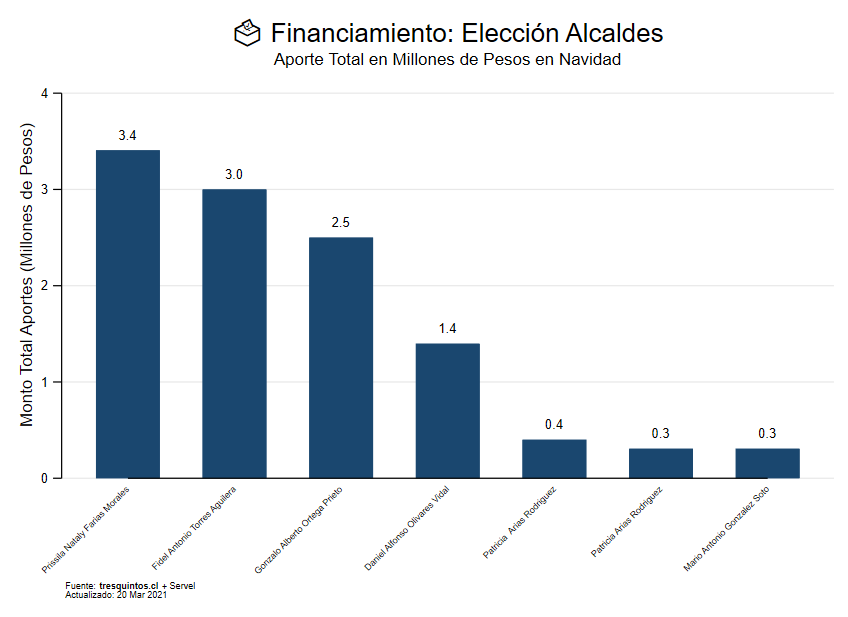 Financiamiento: Elección Alcaldes
Aporte Total en Millones de Pesos en Navidad
Monto Total Aportes (Millones de Pesos)
4
3
2
1
0
3.4
3.0
2.5
1.4
0.4
0.3
0.3
Prissila Nataly Farias Morales
Fidel Antonio Torres Aguilera
Gonzalo Alberto Ortega Prieto
Daniel Alfonso Olivares Vidal
Patricia  Arias Rodriguez
Patricia Arias Rodriguez
Mario Antonio Gonzalez Soto
Fuente: tresquintos.cl + Servel
Actualizado: 20 Mar 2021